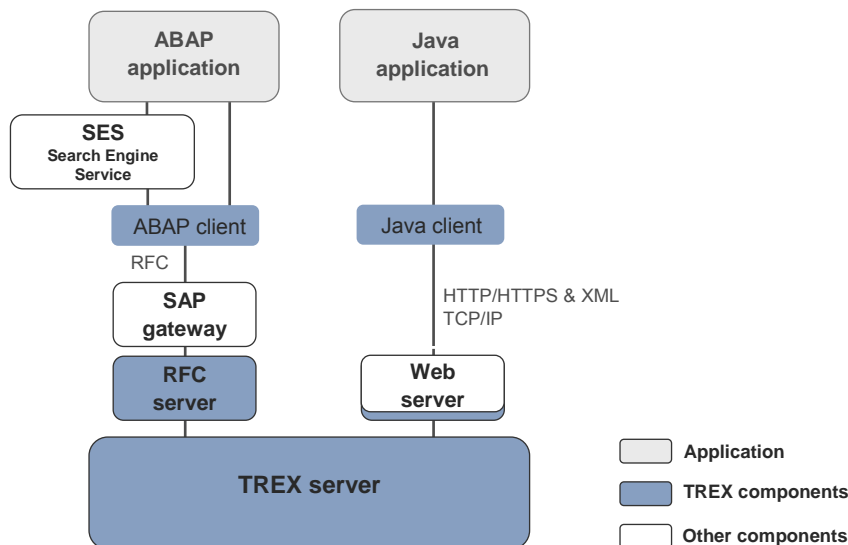 ABAP
application
Java
application
SES
Search Engine
Service
ABAP client
Java client
RFC
HTTP/HTTPS & XML
TCP/IP
SAP
gateway
RFC
server
Web
server
TREX server
Application
TREX components
Other components